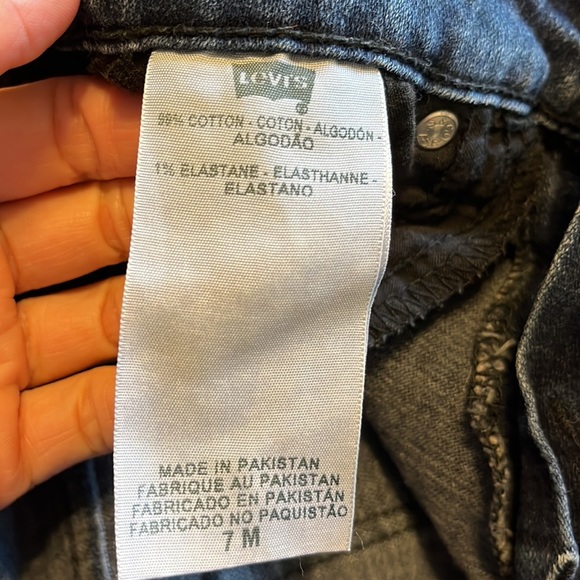 LEVI'S
99% COTTON - COTON - ALGODÓN -
ALGODÃO
1% ELASTANE - ELASTHANNE -
ELASTANO
MADE IN PAKISTAN
FABRIQUE AU PAKISTAN
FABRICADO EN PAKISTÁN
FABRICADO NO PAQUISTÃO
7 M